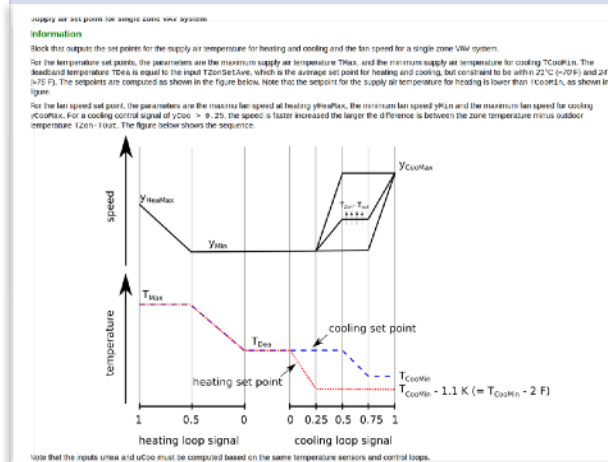 supply air set point for single zone VAV system
Information
Block that outputs the set points for the supply air temperature for heating and cooling and the fan speed for a single zone VAV system.
For the temperature set points, the parameters are the maximum supply air temperature TMax, and the minimum supply air temperature for cooling TCooMin. The
deadband temperature TDea is equal to the input TZonSetAve, which is the average set point for heating and cooling, but constraint to be within 21°C (≈70 F) and 24
(≈75 F). The setpoints are computed as shown in the figure below. Note that the setpoint for the supply air temperature for heating is lower than TCooMin, as shown in
figure.
For the fan speed set point, the parameters are the maximu fan speed at heating yHeaMax, the minimum fan speed yMin and the maximum fan speed for cooling
yCooMax. For a cooling control signal of yCoo > 0.25, the speed is faster increased the larger the difference is between the zone temperature minus outdoor
temperature TZon-TOut. The figure below shows the sequence.
speed
yHeaMax
yMin
TZon- Tout
yCooMax
temperature
TMax
TDea
cooling set point
heating set point
TCooMin
TCooMin - 1.1 K (= TCooMin - 2 F)
1 0.5 0 0 0.25 0.5 0.75 1
heating loop signal cooling loop signal
Note that the inputs uHea and uCoo must be computed based on the same temperature sensors and control loops.